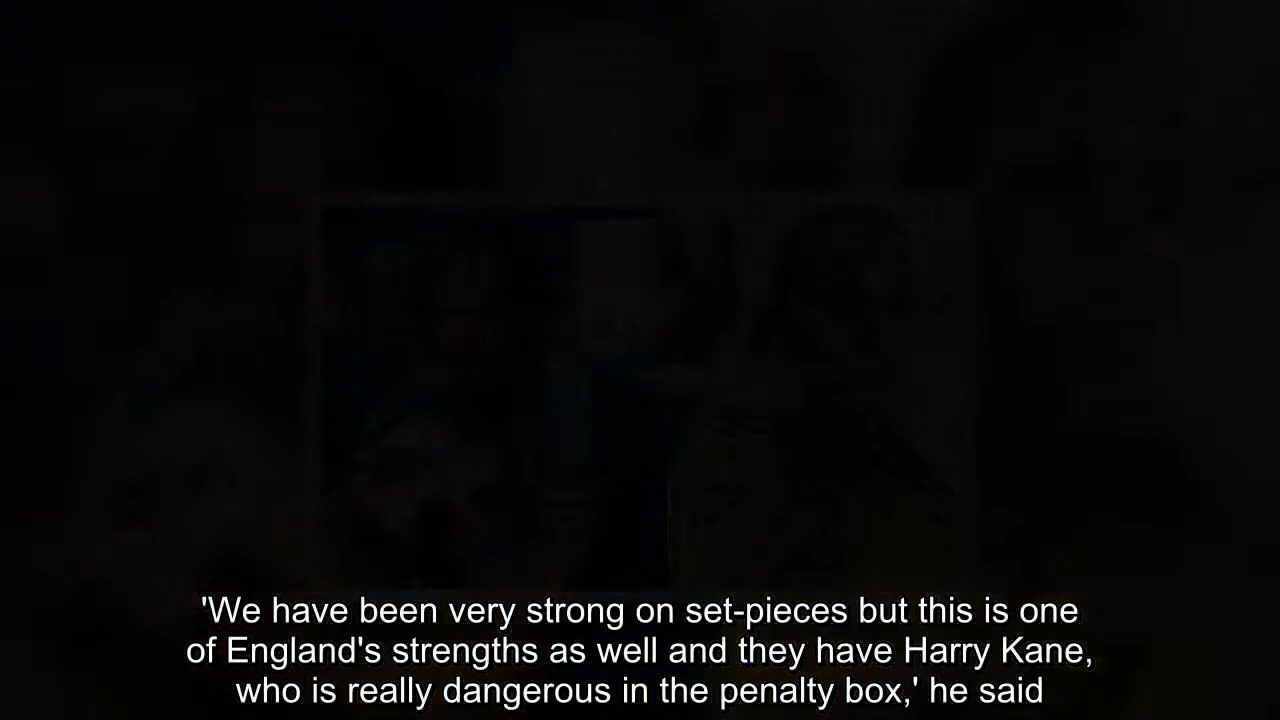 'We have been very strong on set-pieces but this is one
of England's strengths as well and they have Harry Kane,
who is really dangerous in the penalty box,' he said